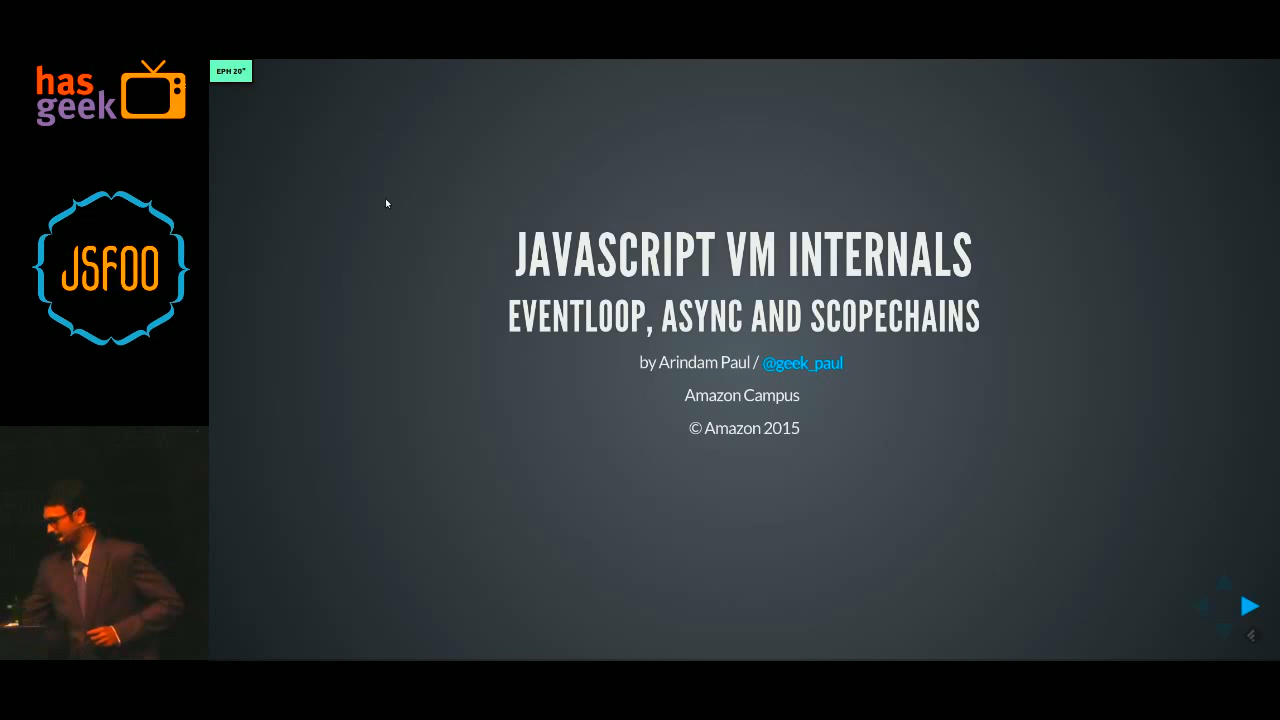 has
geek
JSFOO
EPH 20"
JAVASCRIPT VM INTERNALS
EVENTLOOP, ASYNC AND SCOPECHAINS
by Arindam Paul / @geek_paul
Amazon Campus
© Amazon 2015